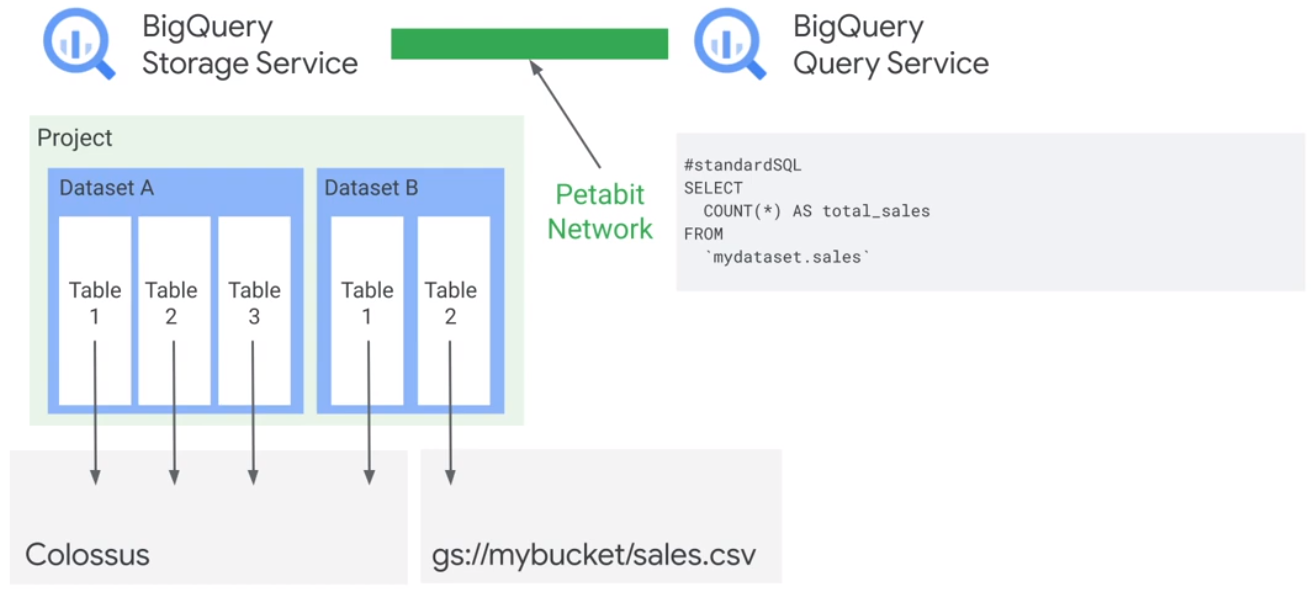 BigQuery
Storage Service
BigQuery
Query Service
Project
Dataset A
Dataset B
Table
1
Table
2
Table
3
Table
1
Table
2
Petabit
Network
#standardSQL
SELECT
  COUNT(*) AS total_sales
FROM
  `mydataset.sales`
Colossus
gs://mybucket/sales.csv